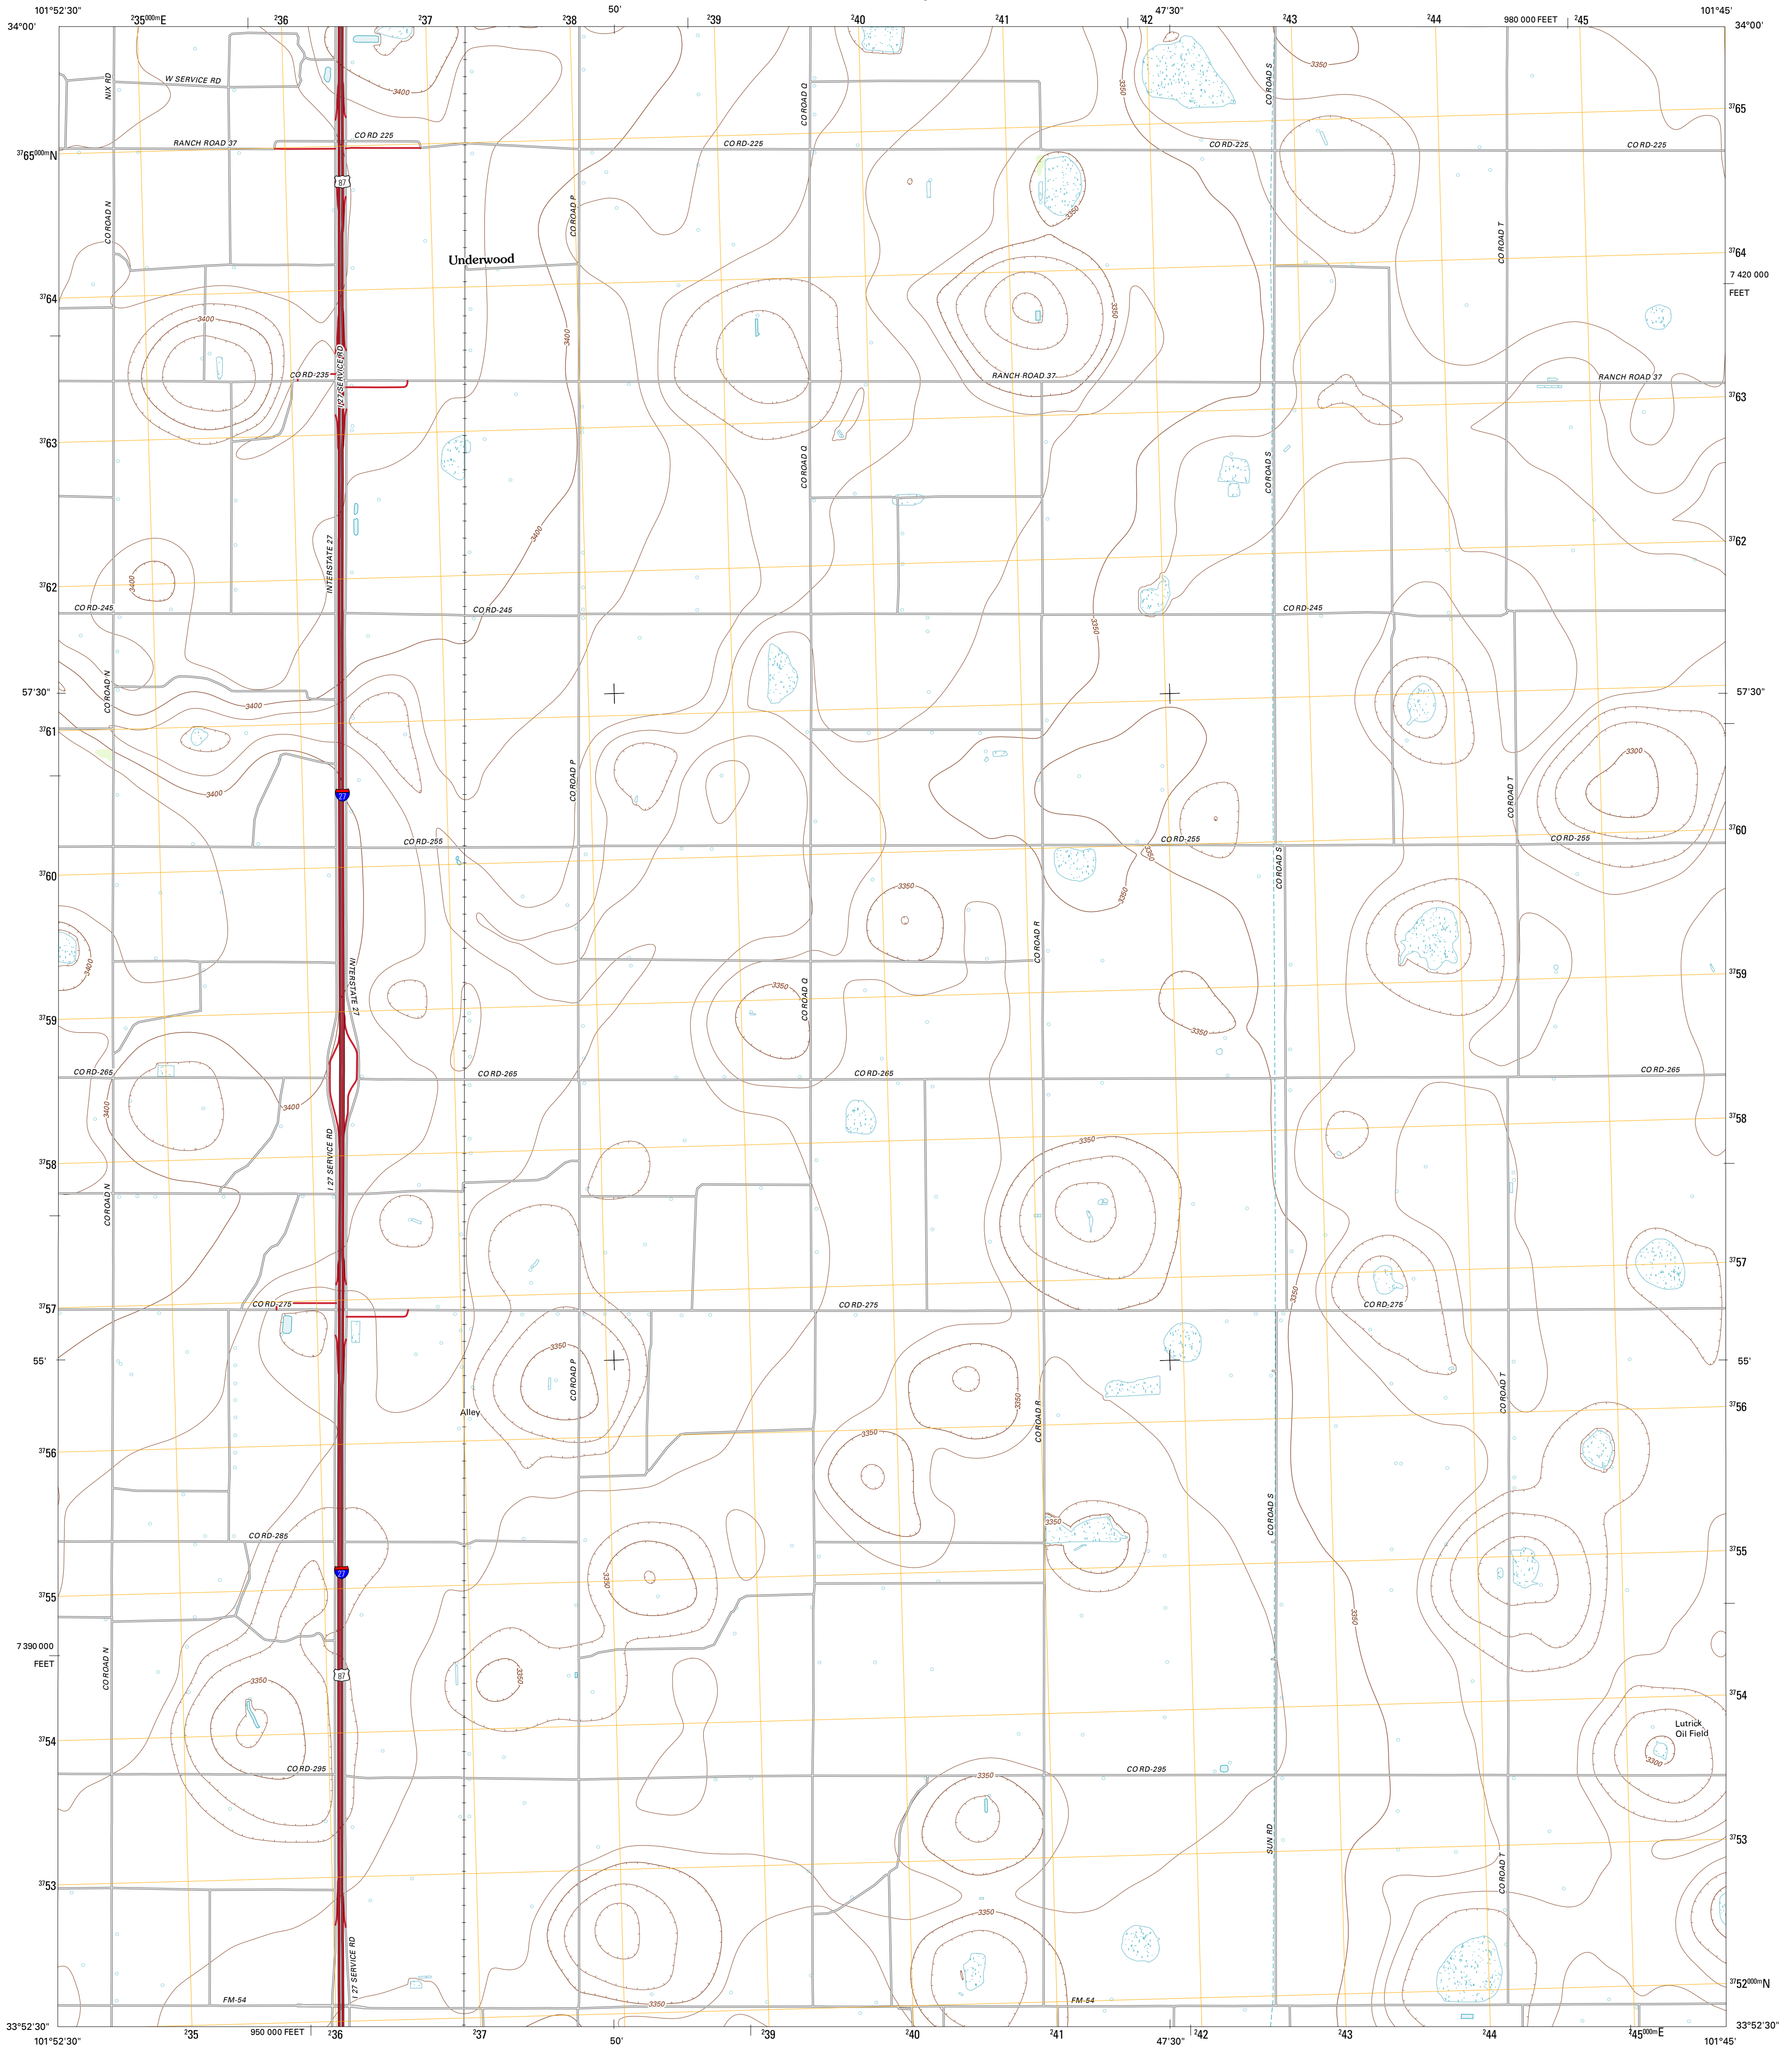 101°52'30"
²35⁰⁰⁰ᵐE
²36
²37
²38
50'
²39
²40
²41
²42
47'30"
²43
²44
980 000 FEET
²45
101°45'
34°00'
34°00'
NIX RD
W SERVICE RD
3400
CO ROAD Q
3350
CO ROAD S
3350
³⁷65
³⁷65⁰⁰⁰ᵐN
RANCH ROAD 37
CO RD 225
CO RD-225
CO RD-225
CO RD-225
87
CO ROAD N
CO ROAD P
3350
CO ROAD T
Underwood
³⁷64
7 420 000
FEET
³⁷64
3400
3400
3350
I 27 SERVICE RD
CO RD-235
RANCH ROAD 37
RANCH ROAD 37
³⁷63
³⁷63
CO ROAD Q
CO ROAD S
3400
INTERSTATE 27
³⁷62
³⁷62
3400
CO RD-245
CO RD-245
CO RD-245
3350
57'30"
CO ROAD N
3400
57'30"
³⁷61
³⁷61
3300
3400
27
CO ROAD P
CO ROAD T
³⁷60
CO RD-255
CO RD-255
CO RD-255
3350
CO ROAD S
³⁷60
3350
3350
CO ROAD R
3400
INTERSTATE 27
³⁷59
3350
CO ROAD Q
³⁷59
3350
CO RD-265
CO RD-265
CO RD-265
CO RD-265
3400
3400
³⁷58
I 27 SERVICE RD
3350
³⁷58
CO ROAD N
³⁷57
3350
³⁷57
CO RD-275
CO RD-275
CO RD-275
3350
55'
55'
CO ROAD P
3350
CO ROAD T
Alley
³⁷56
CO ROAD R
3350
³⁷56
CO ROAD S
3350
CO RD-285
³⁷55
27
3350
³⁷55
3350
7 390 000
FEET
CO ROAD N
87
3350
3350
³⁷54
Lutrick
Oil Field
³⁷54
3300
CO RD-295
CO RD-295
3350
SUN RD
³⁷53
CO ROAD T
³⁷53
3350
I 27 SERVICE RD
³⁷52⁰⁰⁰ᵐN
FM-54
3350
FM-54
33°52'30"
33°52'30"
101°52'30"
²35
950 000 FEET
²36
²37
50'
²39
²40
²41
47'30"
²42
²43
²44
²45⁰⁰⁰ᵐE
101°45'